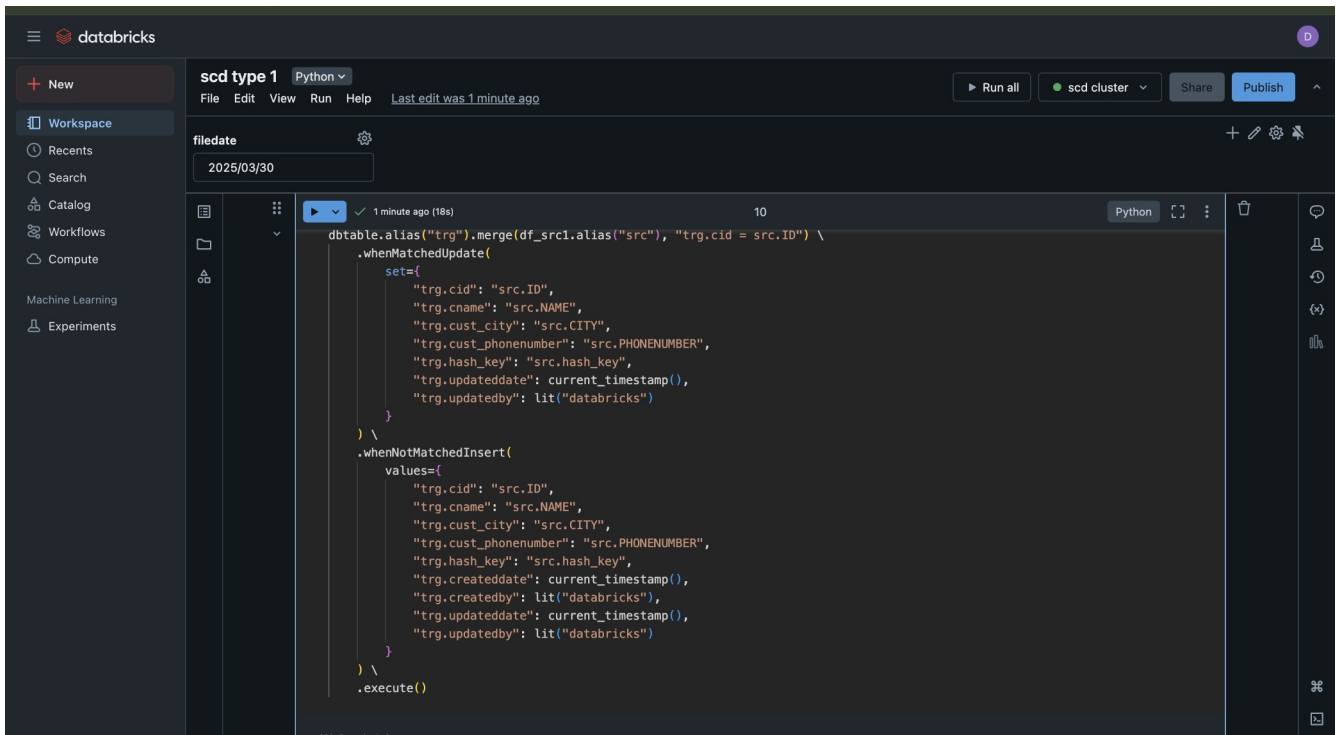 databricks
D
New
scd type 1 Python
File Edit View Run Help Last edit was 1 minute ago
Run all
scd cluster
Share
Publish
Workspace
Recents
Search
Catalog
Workflows
Compute
Machine Learning
Experiments
filedate
2025/03/30
1 minute ago (18s)
10
Python
dbtable.alias("trg").merge(df_src1.alias("src"), "trg.cid = src.ID") \
.whenMatchedUpdate(
set={
"trg.cid": "src.ID",
"trg.cname": "src.NAME",
"trg.cust_city": "src.CITY",
"trg.cust_phonenumber": "src.PHONENUMBER",
"trg.hash_key": "src.hash_key",
"trg.updateddate": current_timestamp(),
"trg.updatedby": lit("databricks")
}
) \
.whenNotMatchedInsert(
values={
"trg.cid": "src.ID",
"trg.cname": "src.NAME",
"trg.cust_city": "src.CITY",
"trg.cust_phonenumber": "src.PHONENUMBER",
"trg.hash_key": "src.hash_key",
"trg.createddate": current_timestamp(),
"trg.createdby": lit("databricks"),
"trg.updateddate": current_timestamp(),
"trg.updatedby": lit("databricks")
}
) \
.execute()